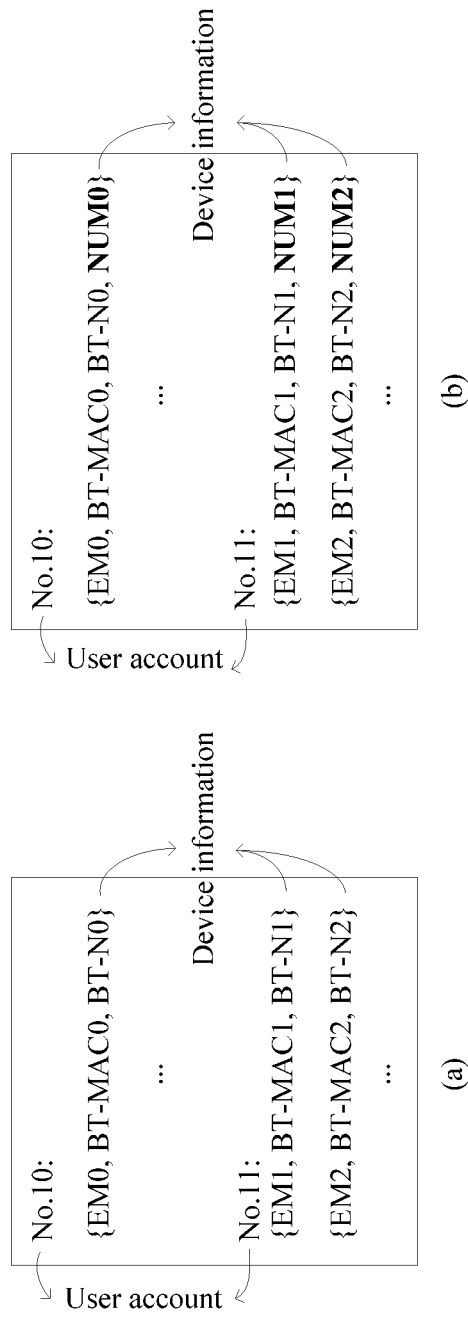 User account
No.10:
{EM0, BT-MAC0, BT-N0}
...
No.11:
{EM1, BT-MAC1, BT-N1}
{EM2, BT-MAC2, BT-N2}
...
Device information
(a)
User account
No.10:
{EM0, BT-MAC0, BT-N0, NUM0}
...
No.11:
{EM1, BT-MAC1, BT-N1, NUM1}
{EM2, BT-MAC2, BT-N2, NUM2}
...
Device information
(b)